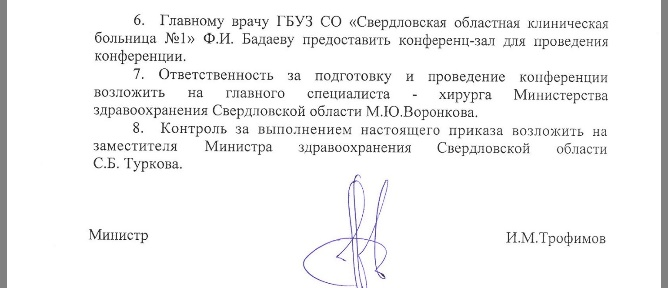 6. Главному врачу ГБУЗ СО «Свердловская областная клиническая
больница №1» Ф.И. Бадаеву предоставить конференц-зал для проведения
конференции.
7. Ответственность за подготовку и проведение конференции
возложить на главного специалиста - хирурга Министерства
здравоохранения Свердловской области М.Ю.Воронкова.
8. Контроль за выполнением настоящего приказа возложить на
заместителя Министра здравоохранения Свердловской области
С.Б. Туркова.
Министр И.М.Трофимов